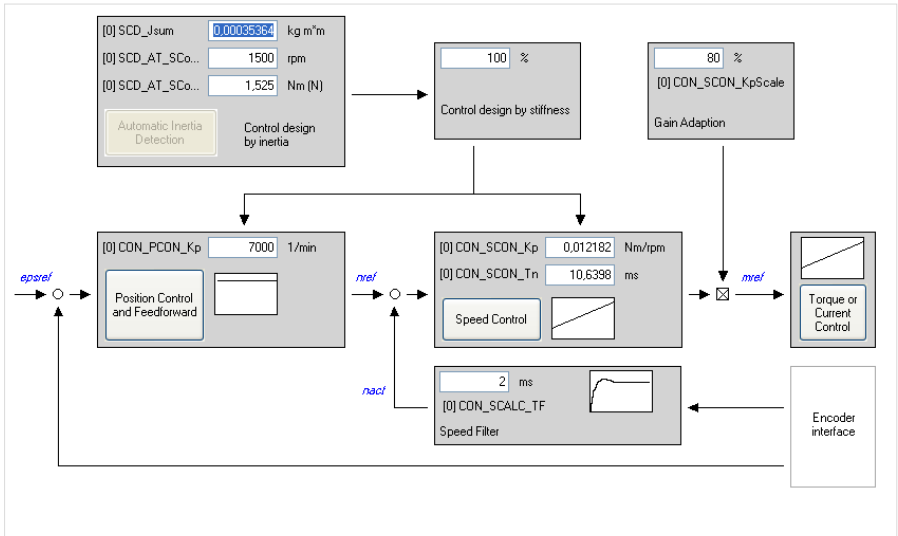 [0] SCD_Jsum 0,00035364 kg m*m
[0] SCD_AT_SCo... 1500 rpm
[0] SCD_AT_SCo... 1,525 Nm (N)
Automatic Inertia
Detection
Control design
by inertia
100 %
Control design by stiffness
80 %
[0] CON_SCON_KpScale
Gain Adaption
[0] CON_PCON_Kp 7000 1/min
Position Control
and Feedforward
epsref
nref
[0] CON_SCON_Kp 0,012182 Nm/rpm
[0] CON_SCON_Tn 10,6398 ms
Speed Control
mref
Torque or
Current
Control
nact
2 ms
[0] CON_SCALC_TF
Speed Filter
Encoder
interface